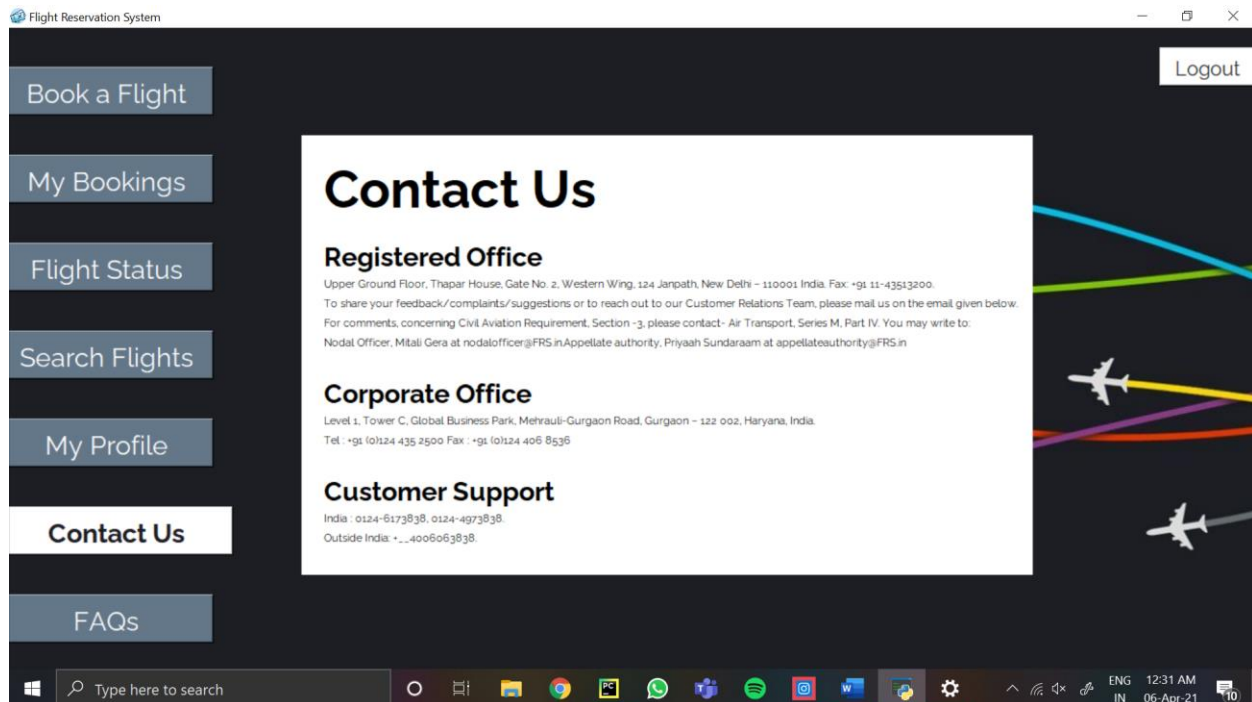 Flight Reservation System
Logout
Book a Flight
My Bookings
Flight Status
Search Flights
My Profile
Contact Us
FAQs
Contact Us
Registered Office
Upper Ground Floor, Thapar House, Gate No. 2, Western Wing, 124 Janpath, New Delhi – 110001 India. Fax: +91 11-43513200.
To share your feedback/complaints/suggestions or to reach out to our Customer Relations Team, please mail us on the email given below.
For comments, concerning Civil Aviation Requirement, Section -3, please contact- Air Transport, Series M, Part IV. You may write to:
Nodal Officer, Mitali Gera at nodalofficer@FRS.in.Appellate authority, Priyaah Sundaraam at appellateauthority@FRS.in
Corporate Office
Level 1, Tower C, Global Business Park, Mehrauli-Gurgaon Road, Gurgaon – 122 002, Haryana, India.
Tel : +91 (0)124 435 2500 Fax : +91 (0)124 406 8536
Customer Support
India : 0124-6173838, 0124-4973838.
Outside India: +__4006063838.
Type here to search
PC
W
ENG
IN
12:31 AM
06-Apr-21
10